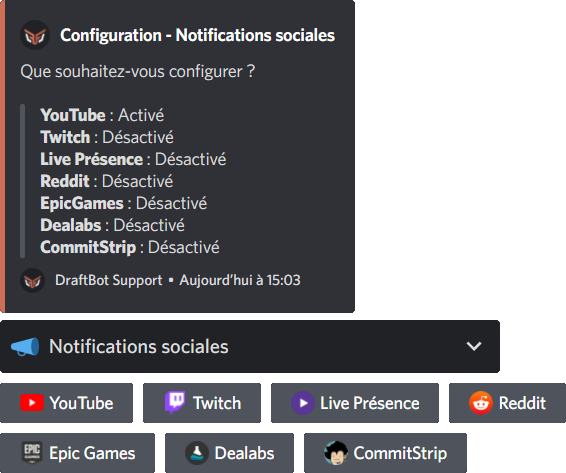 Configuration - Notifications sociales
Que souhaitez-vous configurer ?
YouTube : Activé
Twitch : Désactivé
Live Présence : Désactivé
Reddit : Désactivé
EpicGames : Désactivé
Dealabs : Désactivé
CommitStrip : Désactivé
DraftBot Support • Aujourd'hui à 15:03
Notifications sociales
YouTube Twitch Live Présence Reddit
EPIC GAMES Epic Games Dealabs CommitStrip